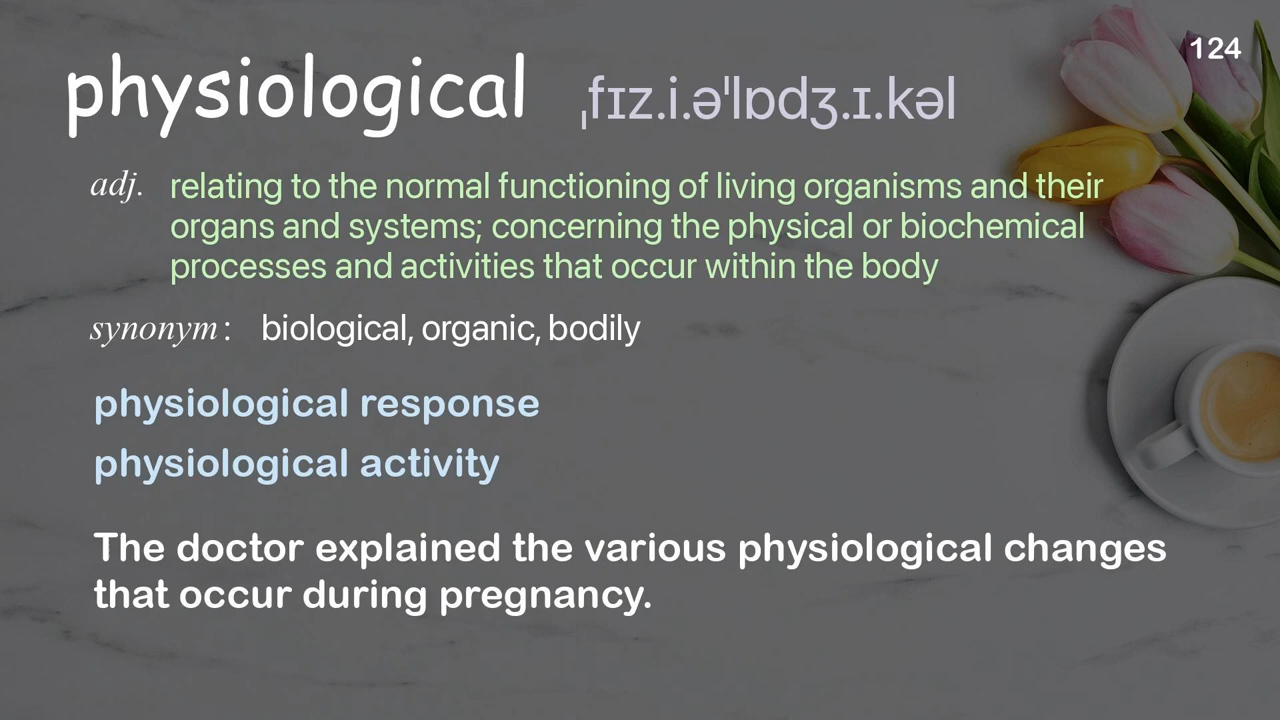 124
physiological ˌfɪz.i.əˈlɒdʒ.ɪ.kəl
adj. relating to the normal functioning of living organisms and their
organs and systems; concerning the physical or biochemical
processes and activities that occur within the body
synonym: biological, organic, bodily
physiological response
physiological activity
The doctor explained the various physiological changes
that occur during pregnancy.